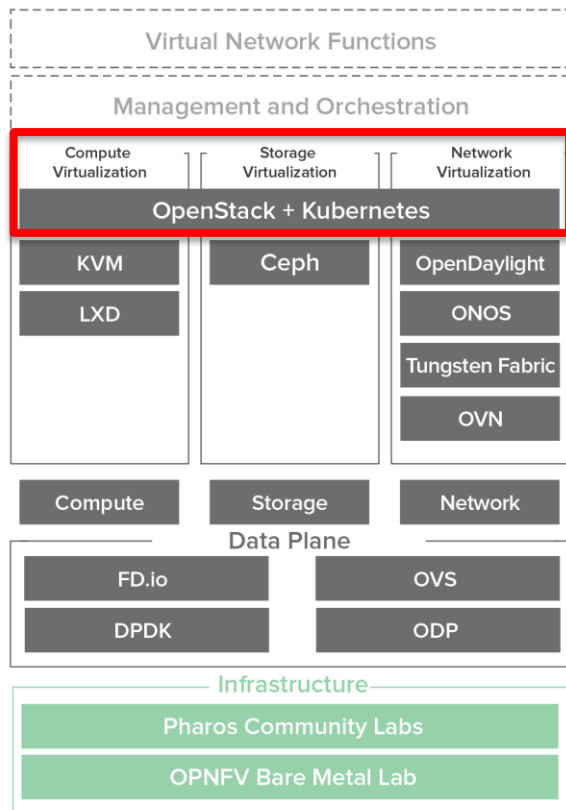 Virtual Network Functions
Management and Orchestration
Compute
Virtualization
Storage
Virtualization
Network
Virtualization
OpenStack + Kubernetes
KVM
Ceph
OpenDaylight
LXD
ONOS
Tungsten Fabric
OVN
Compute
Storage
Network
Data Plane
FD.io
OVS
DPDK
ODP
Infrastructure
Pharos Community Labs
OPNFV Bare Metal Lab